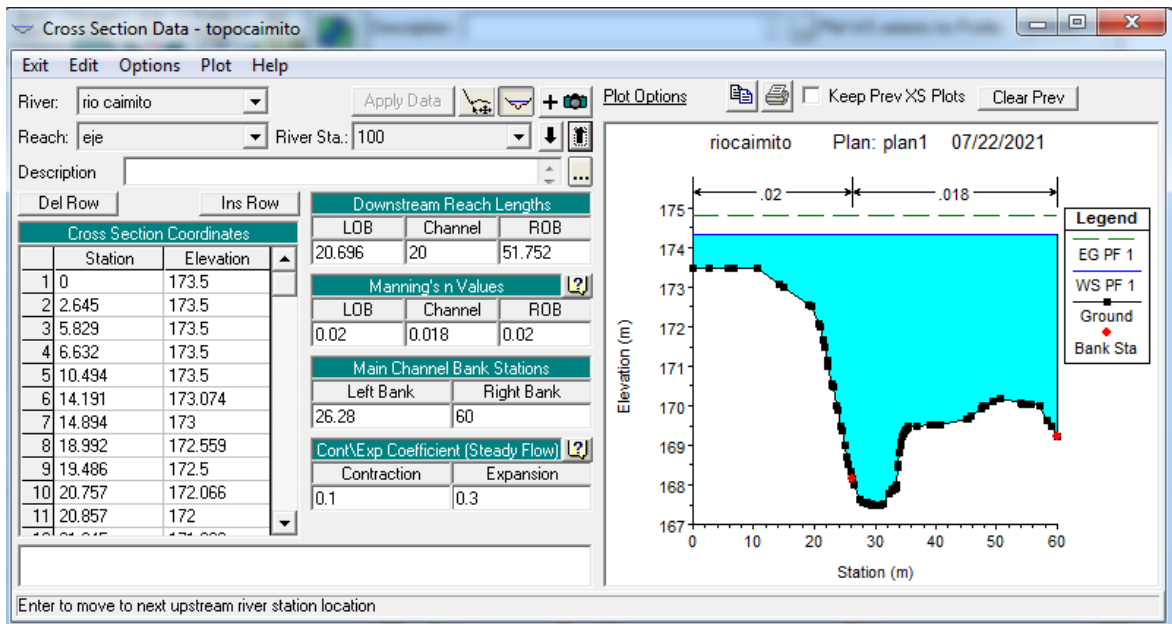 Cross Section Data - topocaimito
Exit Edit Options Plot Help
River: rio caimito
Apply Data
+
Reach: eje
River Sta.: 100
Description
...
Del Row
Ins Row
Cross Section Coordinates
Station Elevation
1 0 173.5
2 2.645 173.5
3 5.829 173.5
4 6.632 173.5
5 10.494 173.5
6 14.191 173.074
7 14.894 173
8 18.992 172.559
9 19.486 172.5
10 20.757 172.066
11 20.857 172
Downstream Reach Lengths
LOB Channel ROB
20.696 20 51.752
Manning's n Values
LOB Channel ROB
0.02 0.018 0.02
Main Channel Bank Stations
Left Bank Right Bank
26.28 60
Cont\Exp Coefficient (Steady Flow)
Contraction Expansion
0.1 0.3
Plot Options
Keep Prev XS Plots
Clear Prev
riocaimito Plan: plan1 07/22/2021
.02 .018
175
174
173
172
171
170
169
168
167
Elevation (m)
0 10 20 30 40 50 60
Station (m)
Legend
EG PF 1
WS PF 1
Ground
Bank Sta
Enter to move to next upstream river station location